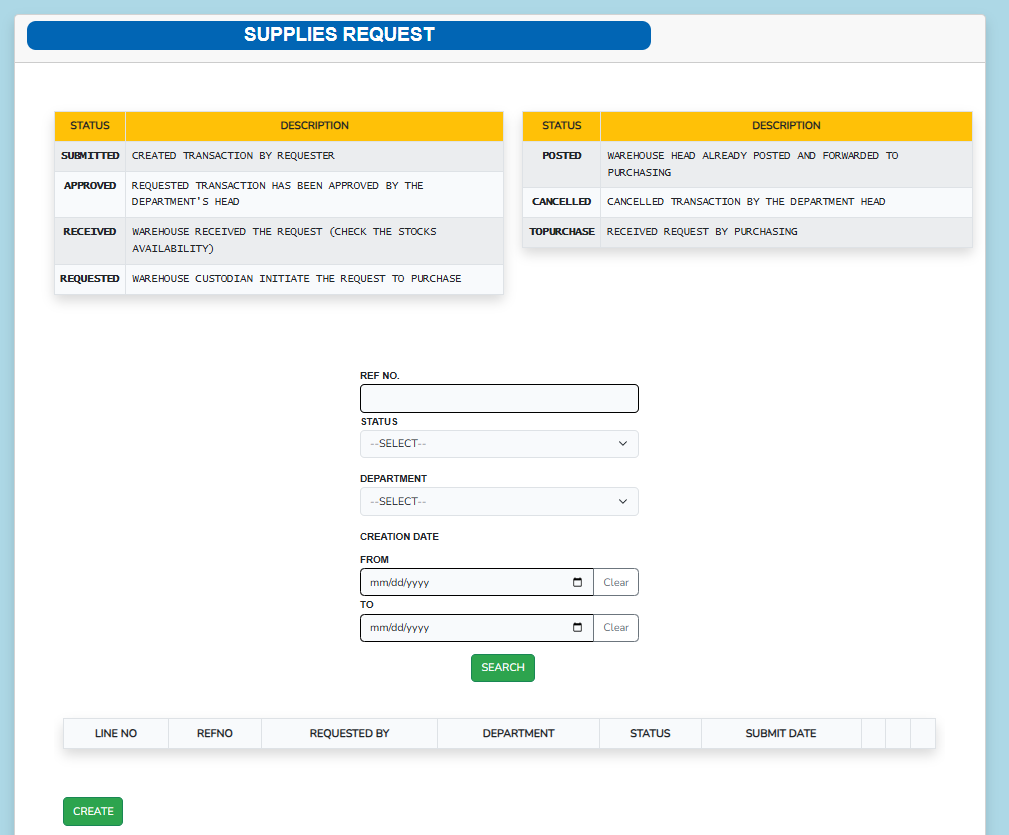 SUPPLIES REQUEST
STATUS DESCRIPTION
SUBMITTED CREATED TRANSACTION BY REQUESTER
APPROVED REQUESTED TRANSACTION HAS BEEN APPROVED BY THE
DEPARTMENT'S HEAD
RECEIVED WAREHOUSE RECEIVED THE REQUEST (CHECK THE STOCKS
AVAILABILITY)
REQUESTED WAREHOUSE CUSTODIAN INITIATE THE REQUEST TO PURCHASE
STATUS DESCRIPTION
POSTED WAREHOUSE HEAD ALREADY POSTED AND FORWARDED TO
PURCHASING
CANCELLED CANCELLED TRANSACTION BY THE DEPARTMENT HEAD
TOPURCHASE RECEIVED REQUEST BY PURCHASING
REF NO.
STATUS
--SELECT--
DEPARTMENT
--SELECT--
CREATION DATE
FROM
mm/dd/yyyy Clear
TO
mm/dd/yyyy Clear
SEARCH
LINE NO REFNO REQUESTED BY DEPARTMENT STATUS SUBMIT DATE
CREATE